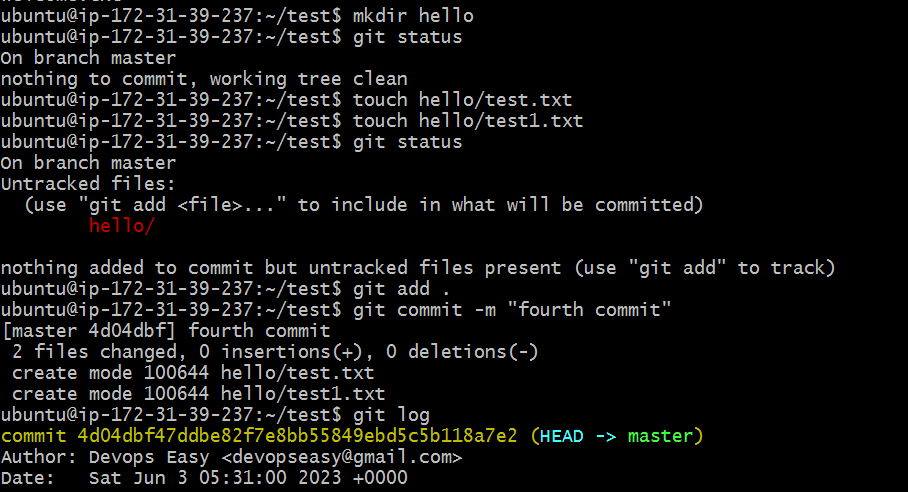 ubuntu@ip-172-31-39-237:~/test$ mkdir hello
ubuntu@ip-172-31-39-237:~/test$ git status
On branch master
nothing to commit, working tree clean
ubuntu@ip-172-31-39-237:~/test$ touch hello/test.txt
ubuntu@ip-172-31-39-237:~/test$ touch hello/test1.txt
ubuntu@ip-172-31-39-237:~/test$ git status
On branch master
Untracked files:
  (use "git add <file>..." to include in what will be committed)
        hello/

nothing added to commit but untracked files present (use "git add" to track)
ubuntu@ip-172-31-39-237:~/test$ git add .
ubuntu@ip-172-31-39-237:~/test$ git commit -m "fourth commit"
[master 4d04dbf] fourth commit
 2 files changed, 0 insertions(+), 0 deletions(-)
 create mode 100644 hello/test.txt
 create mode 100644 hello/test1.txt
ubuntu@ip-172-31-39-237:~/test$ git log
commit 4d04dbf47ddbe82f7e8bb55849ebd5c5b118a7e2 (HEAD -> master)
Author: Devops Easy <devopseasy@gmail.com>
Date:   Sat Jun 3 05:31:00 2023 +0000